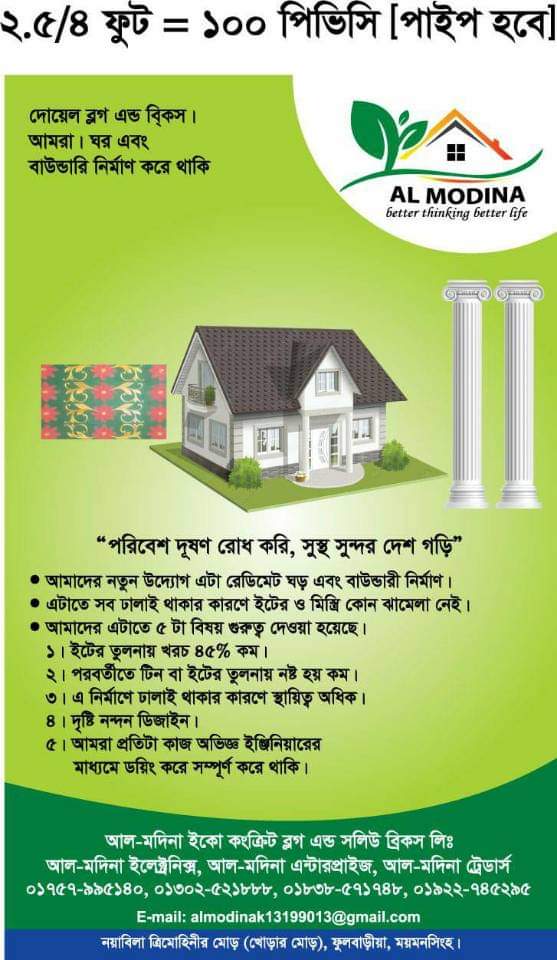 ২.৫/৪ ফুট = ১০০ পিভিসি [পাইপ হবে]
দোয়েল ব্লগ এন্ড বি্কস।
আমরা। ঘর এবং
বাউন্ডারি নির্মাণ করে থাকি
AL MODINA
better thinking better life
“পরিবেশ দূষণ রোধ করি, সুস্থ সুন্দর দেশ গড়ি”
• আমাদের নতুন উদ্যোগ এটা রেডিমেট ঘড় এবং বাউন্ডারী নির্মাণ।
• এটাতে সব ঢালাই থাকার কারণে ইটের ও মিস্ত্রি কোন ঝামেলা নেই।
• আমাদের এটাতে ৫ টা বিষয় গুরুত্ব দেওয়া হয়েছে।
১। ইটের তুলনায় খরচ ৪৫% কম।
২। পরবর্তীতে টিন বা ইটের তুলনায় নষ্ট হয় কম।
৩। এ নির্মাণে ঢালাই থাকার কারণে স্থায়িত্ব অধিক।
৪। দৃষ্টি নন্দন ডিজাইন।
৫। আমরা প্রতিটা কাজ অভিজ্ঞ ইঞ্জিনিয়ারের
মাধ্যমে ডয়িং করে সম্পূর্ণ করে থাকি।
আল-মদিনা ইকো কংক্রিট ব্লগ এন্ড সলিউ ব্রিকস লিঃ
আল-মদিনা ইলেক্ট্রনিক্স, আল-মদিনা এন্টারপ্রাইজ, আল-মদিনা ট্রেডার্স
০১৭৫৭-৯৯৫১৪০, ০১৩০২-৫২১৮৮৮, ০১৮৩৮-৫৭১৭৪৮, ০১৯২২-৭৪৫২৯৫
E-mail: almodinak13199013@gmail.com
নয়াবিলা ত্রিমোহিনীর মোড় (খোড়ার মোড়), ফুলবাড়ীয়া, ময়মনসিংহ।